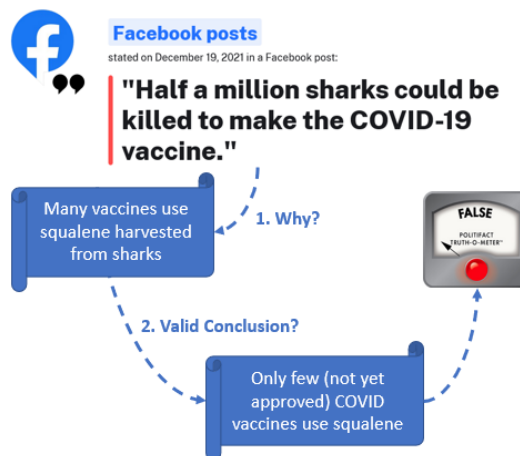 Facebook posts
stated on December 19, 2021 in a Facebook post:
"Half a million sharks could be
killed to make the COVID-19
vaccine."
Many vaccines use
squalene harvested
from sharks
1. Why?
FALSE
POLITIFACT
TRUTH-O-METER™
2. Valid Conclusion?
Only few (not yet
approved) COVID
vaccines use squalene